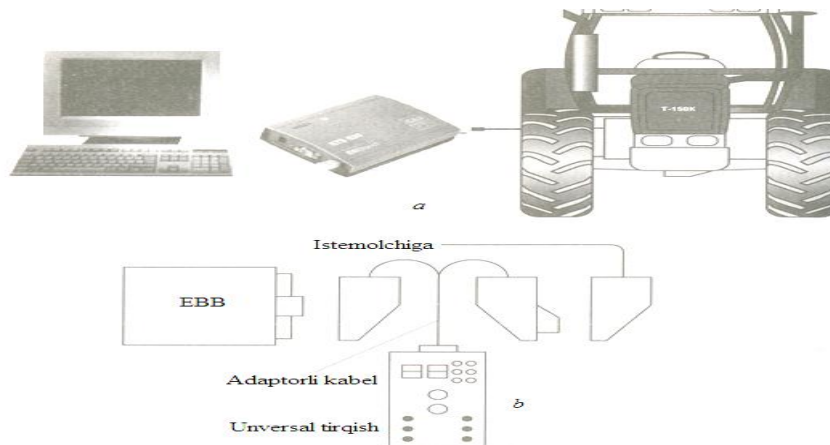 T-150K
a
Istemolchiga
EBB
Adaptorli kabel
b
Unversal tirqish